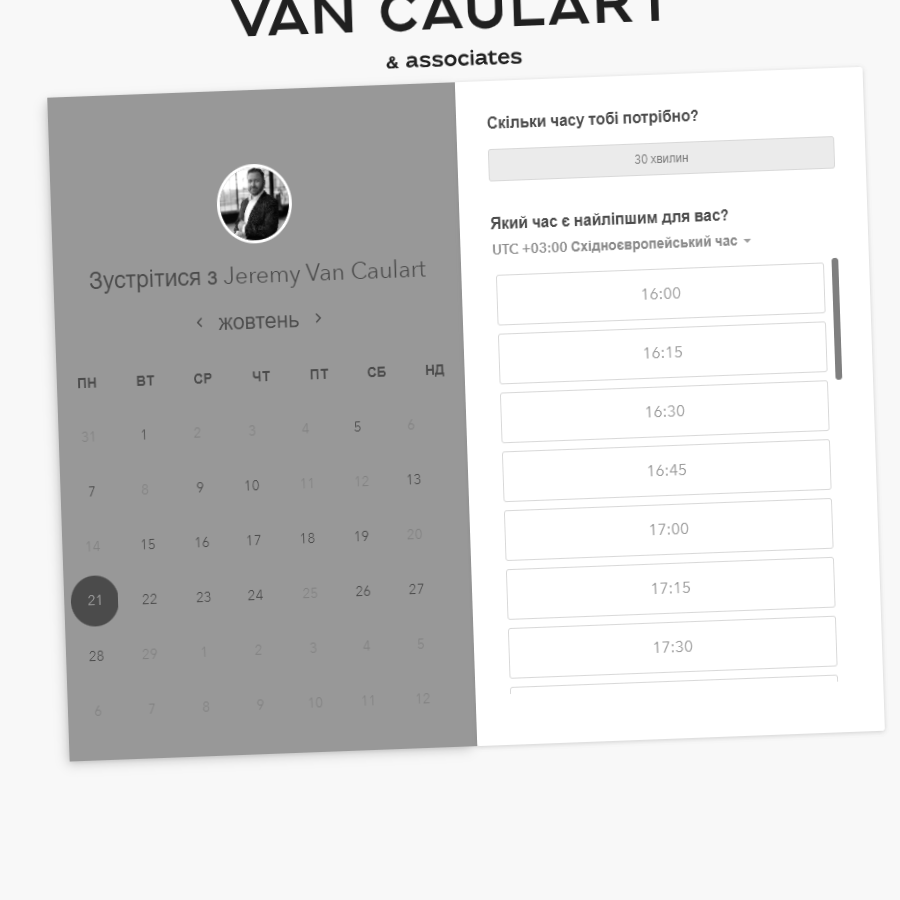 VAN CAULART
& associates
Зустрітися з Jeremy Van Caulart
‹ жовтень ›
ПН ВТ СР ЧТ ПТ СБ НД
31 1 2 3 4 5 6
7 8 9 10 11 12 13
14 15 16 17 18 19 20
21 22 23 24 25 26 27
28 29 1 2 3 4 5
6 7 8 9 10 11 12
Скільки часу тобі потрібно?
30 хвилин
Який час є найліпшим для вас?
UTC +03:00 Східноєвропейський час
16:00
16:15
16:30
16:45
17:00
17:15
17:30